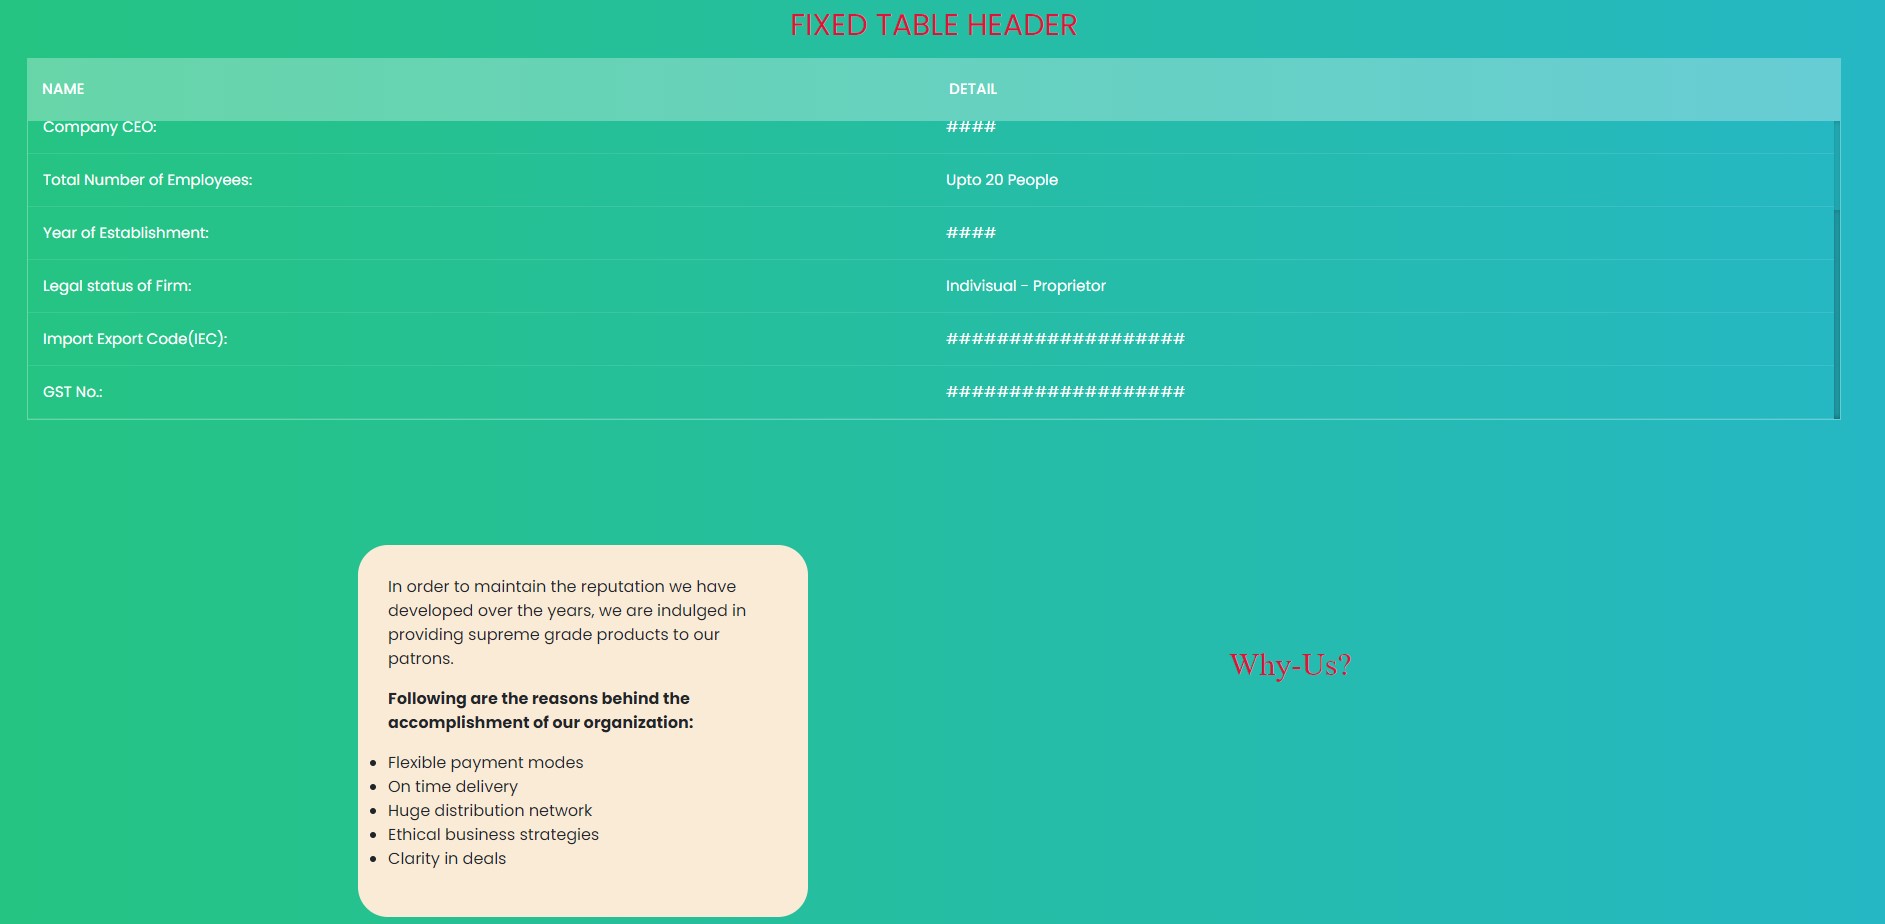 FIXED TABLE HEADER
NAME DETAIL
Company CEO: ####
Total Number of Employees: Upto 20 People
Year of Establishment: ####
Legal status of Firm: Indivisual - Proprietor
Import Export Code(IEC): ###################
GST No.: ###################
In order to maintain the reputation we have
developed over the years, we are indulged in
providing supreme grade products to our
patrons.
Following are the reasons behind the
accomplishment of our organization:
• Flexible payment modes
• On time delivery
• Huge distribution network
• Ethical business strategies
• Clarity in deals
Why-Us?